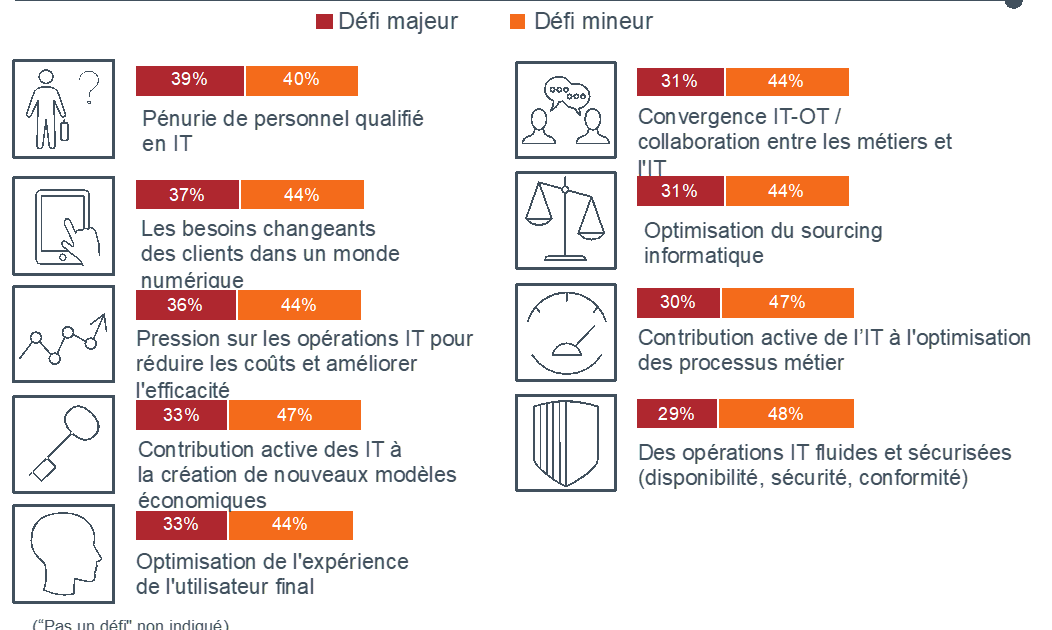 Défi majeur
Défi mineur
39% 40%
Pénurie de personnel qualifié
en IT
37% 44%
Les besoins changeants
des clients dans un monde
numérique
36% 44%
Pression sur les opérations IT pour
réduire les coûts et améliorer
l'efficacité
33% 47%
Contribution active des IT à
la création de nouveaux modèles
économiques
33% 44%
Optimisation de l'expérience
de l'utilisateur final
31% 44%
Convergence IT-OT /
collaboration entre les métiers et
l'IT
31% 44%
Optimisation du sourcing
informatique
30% 47%
Contribution active de l’IT à l'optimisation
des processus métier
29% 48%
Des opérations IT fluides et sécurisées
(disponibilité, sécurité, conformité)
(“Pas un défi" non indiqué)